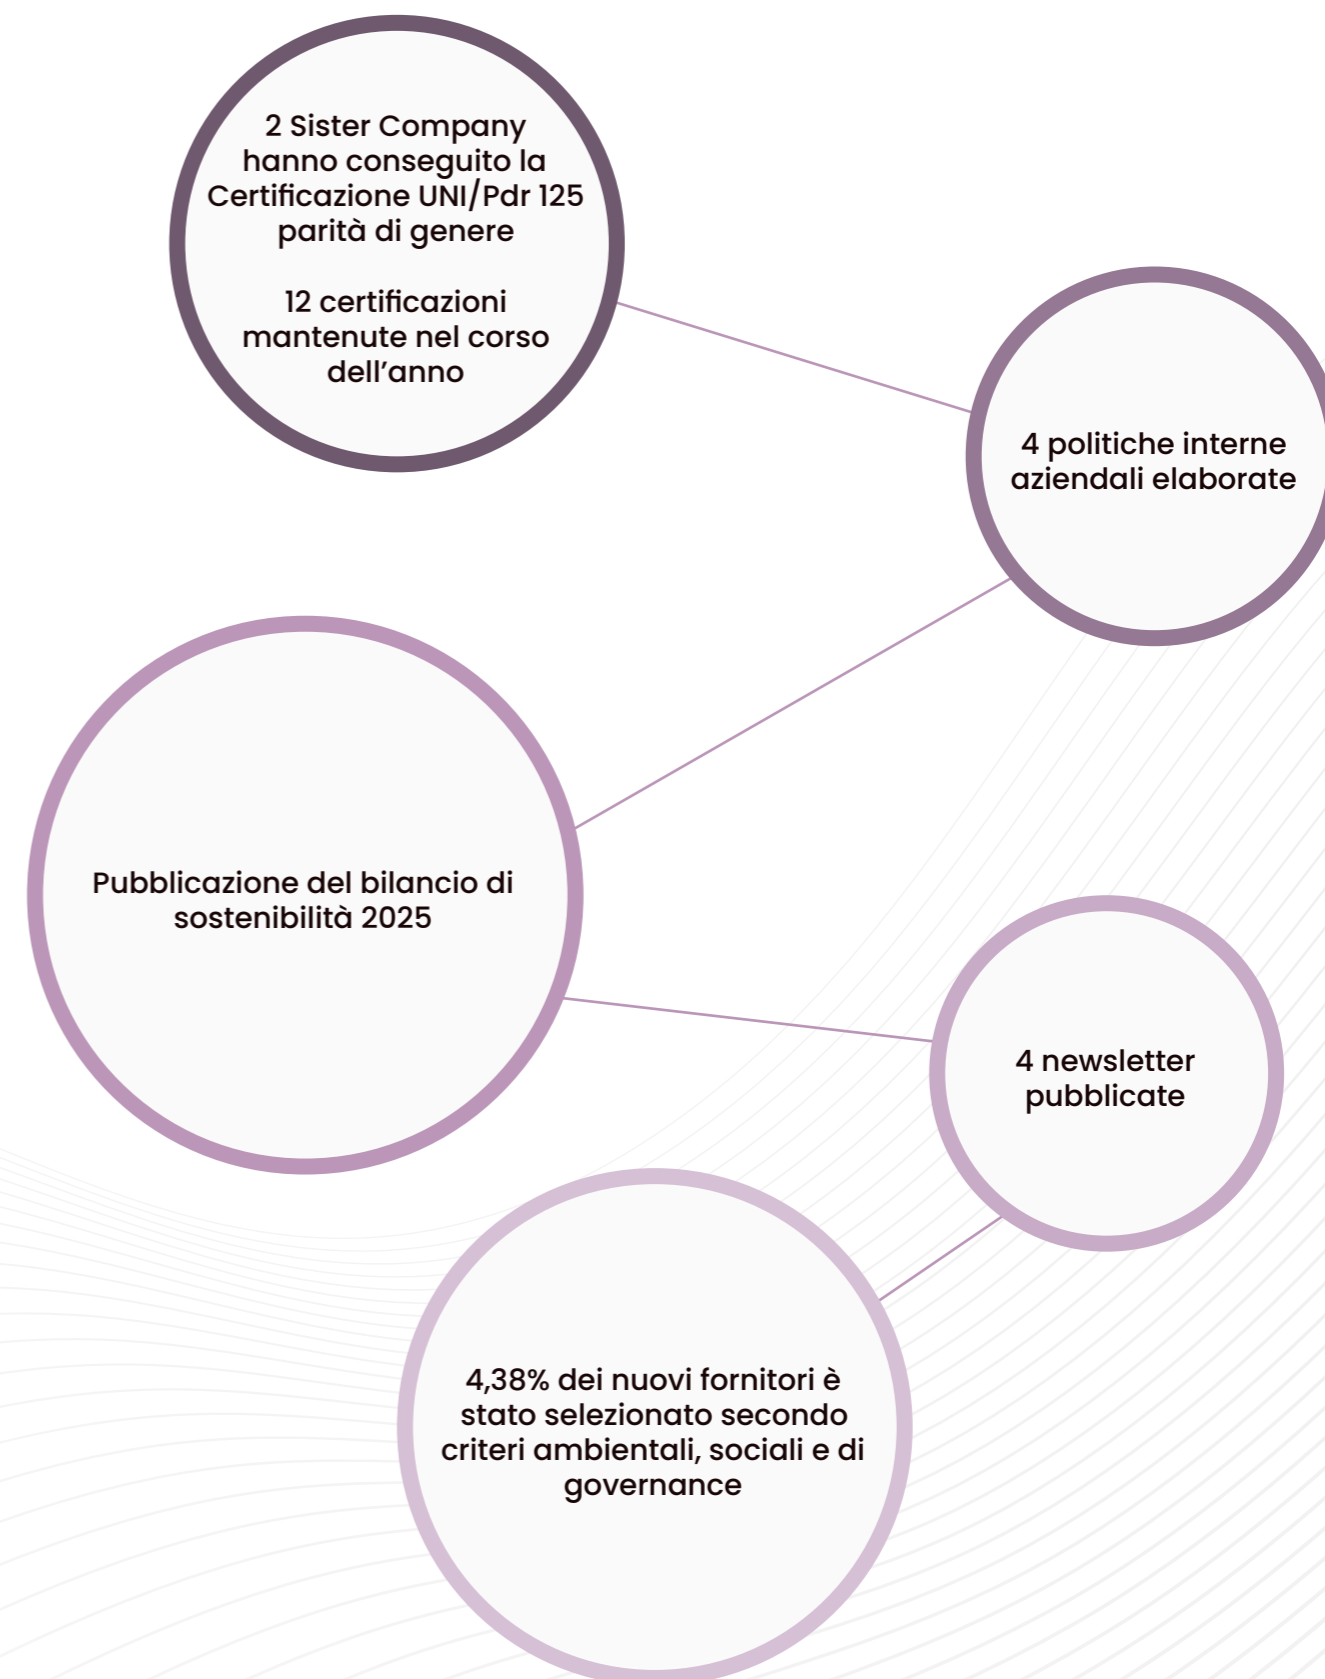 2 Sister Company
hanno conseguito la
Certificazione UNI/Pdr 125
parità di genere
12 certificazioni
mantenute nel corso
dell’anno
4 politiche interne
aziendali elaborate
Pubblicazione del bilancio di
sostenibilità 2025
4 newsletter
pubblicate
4,38% dei nuovi fornitori è
stato selezionato secondo
criteri ambientali, sociali e di
governance